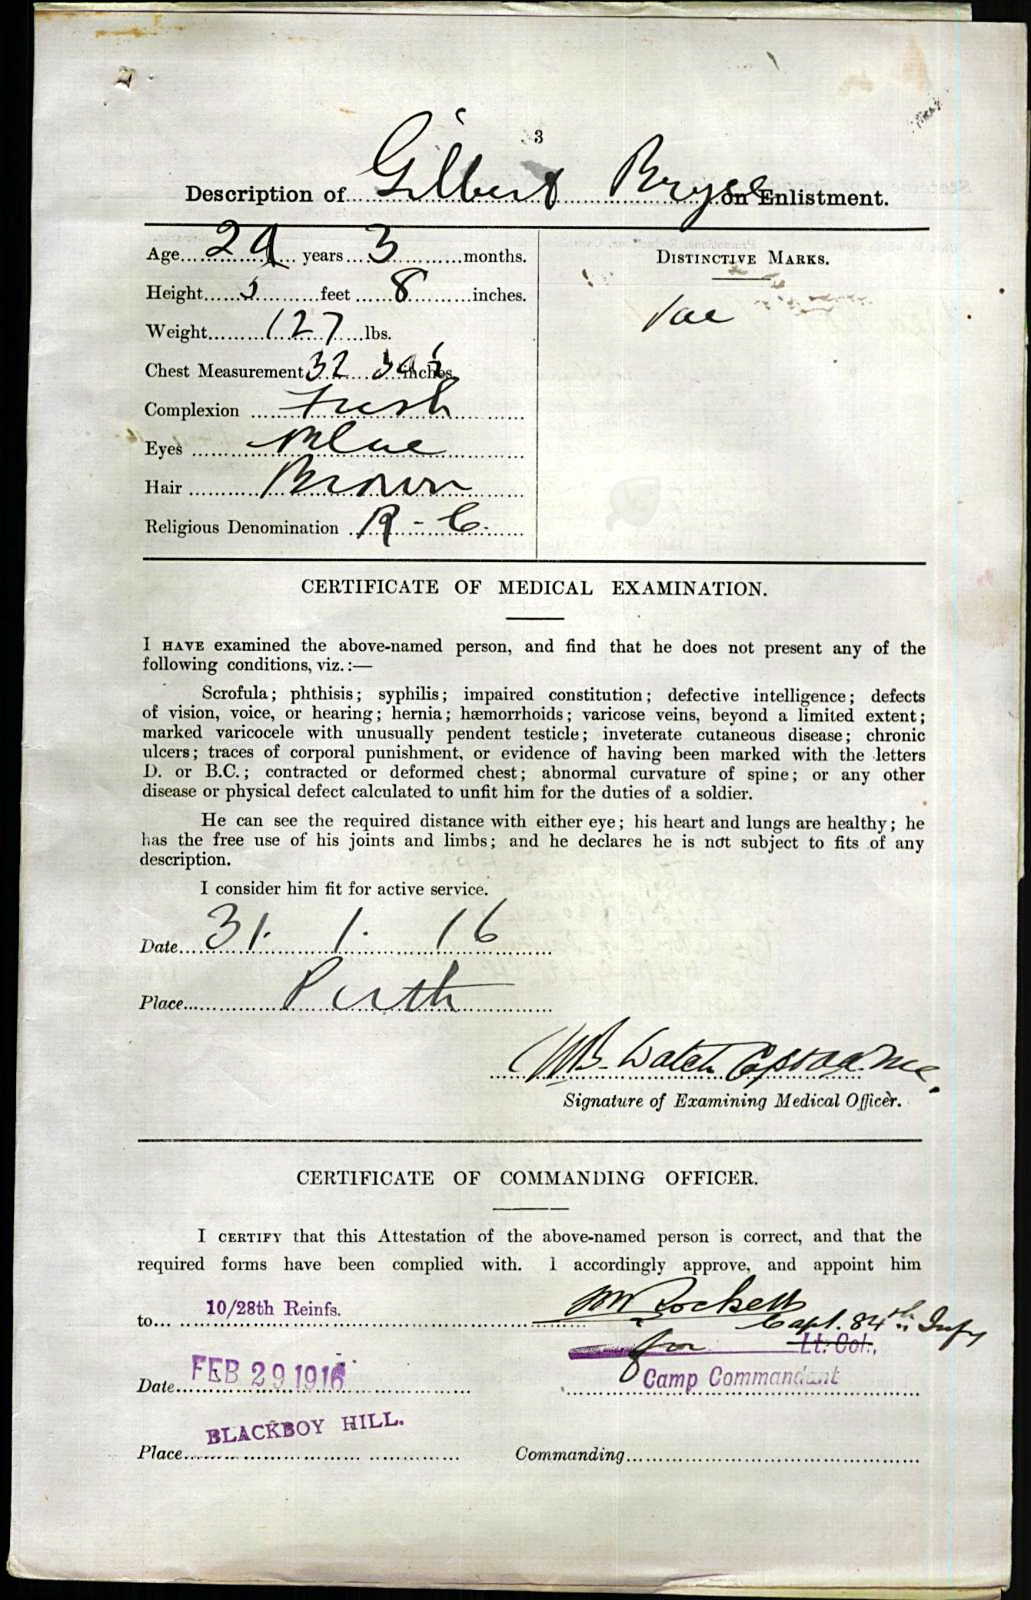 3
Description of Gilbert Bryce on Enlistment.
Age 29 years 3 months.
Height 5 feet 8 inches.
Weight 127 lbs.
Chest Measurement 32 inches.
Complexion Fresh
Eyes Blue
Hair Brown
Religious Denomination R-C.
DISTINCTIVE MARKS.
Vac
CERTIFICATE OF MEDICAL EXAMINATION.
I HAVE examined the above-named person, and find that he does not present any of the
following conditions, viz.:—
Scrofula; phthisis; syphilis; impaired constitution; defective intelligence; defects
of vision, voice, or hearing; hernia; hæmorrhoids; varicose veins, beyond a limited extent;
marked varicocele with unusually pendent testicle; inveterate cutaneous disease; chronic
ulcers; traces of corporal punishment, or evidence of having been marked with the letters
D. or B.C.; contracted or deformed chest; abnormal curvature of spine; or any other
disease or physical defect calculated to unfit him for the duties of a soldier.
He can see the required distance with either eye; his heart and lungs are healthy; he
has the free use of his joints and limbs; and he declares he is not subject to fits of any
description.
I consider him fit for active service.
Date 31. 1. 16
Place Perth
Signature of Examining Medical Officer.
CERTIFICATE OF COMMANDING OFFICER.
I CERTIFY that this Attestation of the above-named person is correct, and that the
required forms have been complied with. I accordingly approve, and appoint him
to 10/28th Reinfs.
Capt. 84th Infy
for Lt. Col.,
Date FEB 29 1916
Camp Commandant
BLACKBOY HILL.
Place Commanding